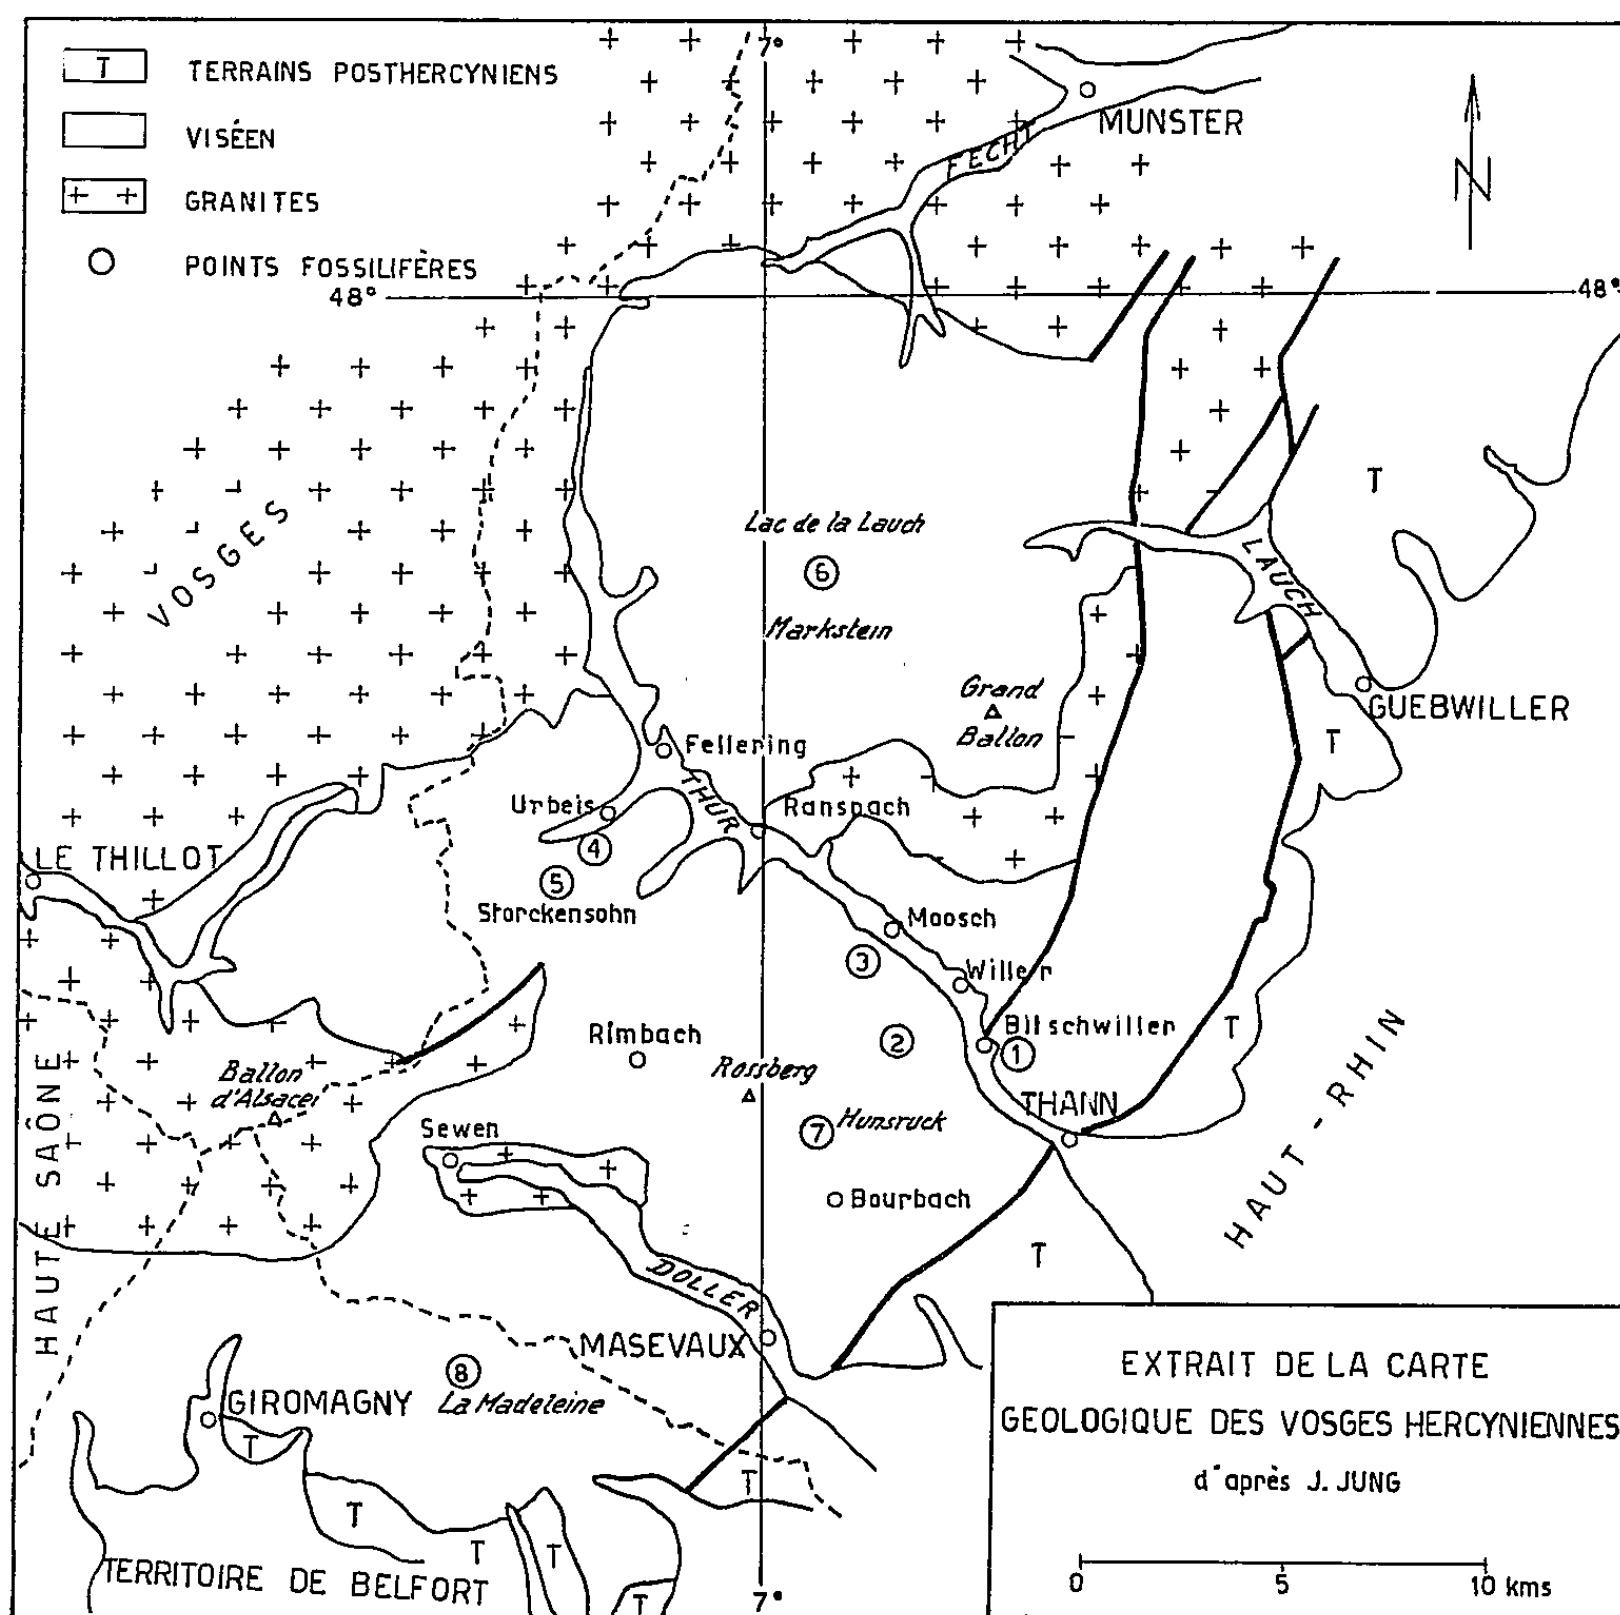 T TERRAINS POSTHERCYNIENS
VISÉEN
GRANITES
POINTS FOSSILIFÈRES
7°
MUNSTER
FECHT
N
48°
48°
VOSGES
T
Lac de la Lauch
6
Markstein
LAUCH
Grand
Ballon
GUEBWILLER
T
Fellering
THUR
Urbeis
Ranspach
4
LE THILLOT
5
Storckensohn
Moosch
3
Willer
Bitschwiller
1
2
T
Rimbach
Rossberg
Ballon
d'Alsace
THANN
HAUTE SAÔNE
HAUT-RHIN
Sewen
7
Hunsruck
Bourbach
T
DOLLER
MASEVAUX
8
La Madeleine
GIROMAGNY
T
T
T
T
T
T
TERRITOIRE DE BELFORT
7°
EXTRAIT DE LA CARTE
GEOLOGIQUE DES VOSGES HERCYNIENNES
d'après J. JUNG
0 5 10 kms